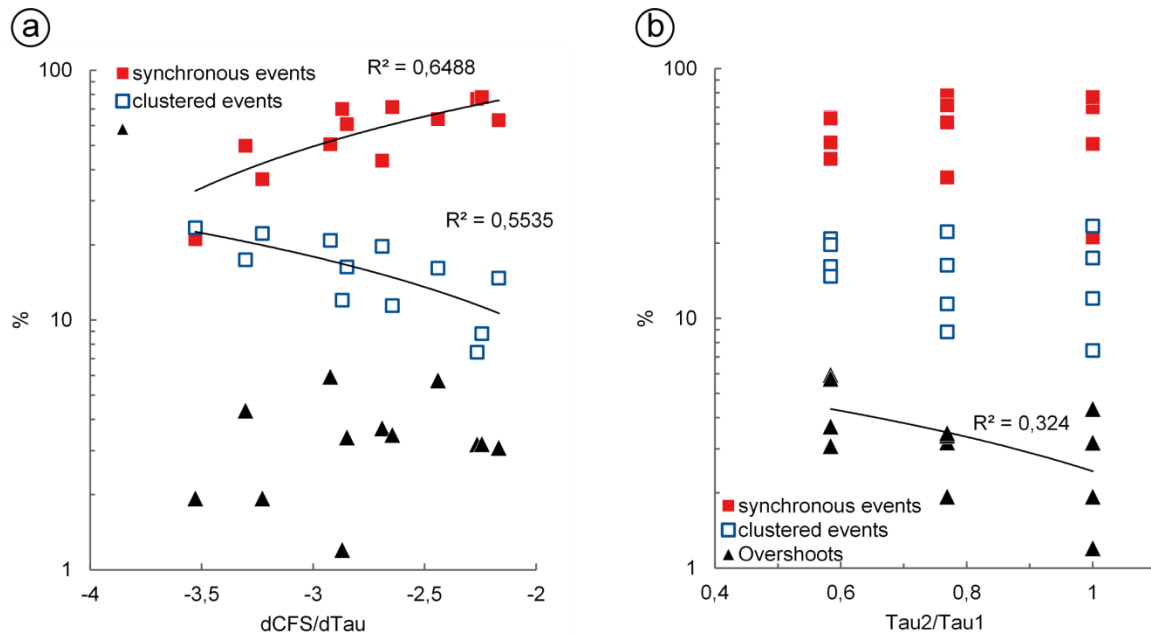 a
100
synchronous events
R² = 0,6488
clustered events
R² = 0,5535
%
10
1
-4
-3,5
-3
-2,5
-2
dCFS/dTau
b
100
%
10
R² = 0,324
synchronous events
clustered events
Overshoots
1
0,4
0,6
0,8
1
Tau2/Tau1